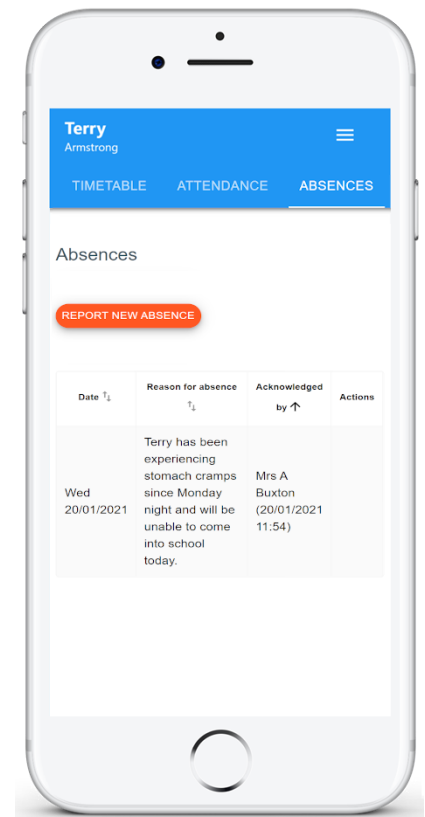 Terry
Armstrong
TIMETABLE ATTENDANCE ABSENCES
Absences
REPORT NEW ABSENCE
Date Reason for absence Acknowledged by Actions
Wed
20/01/2021
Terry has been
experiencing
stomach cramps
since Monday
night and will be
unable to come
into school
today.
Mrs A
Buxton
(20/01/2021
11:54)